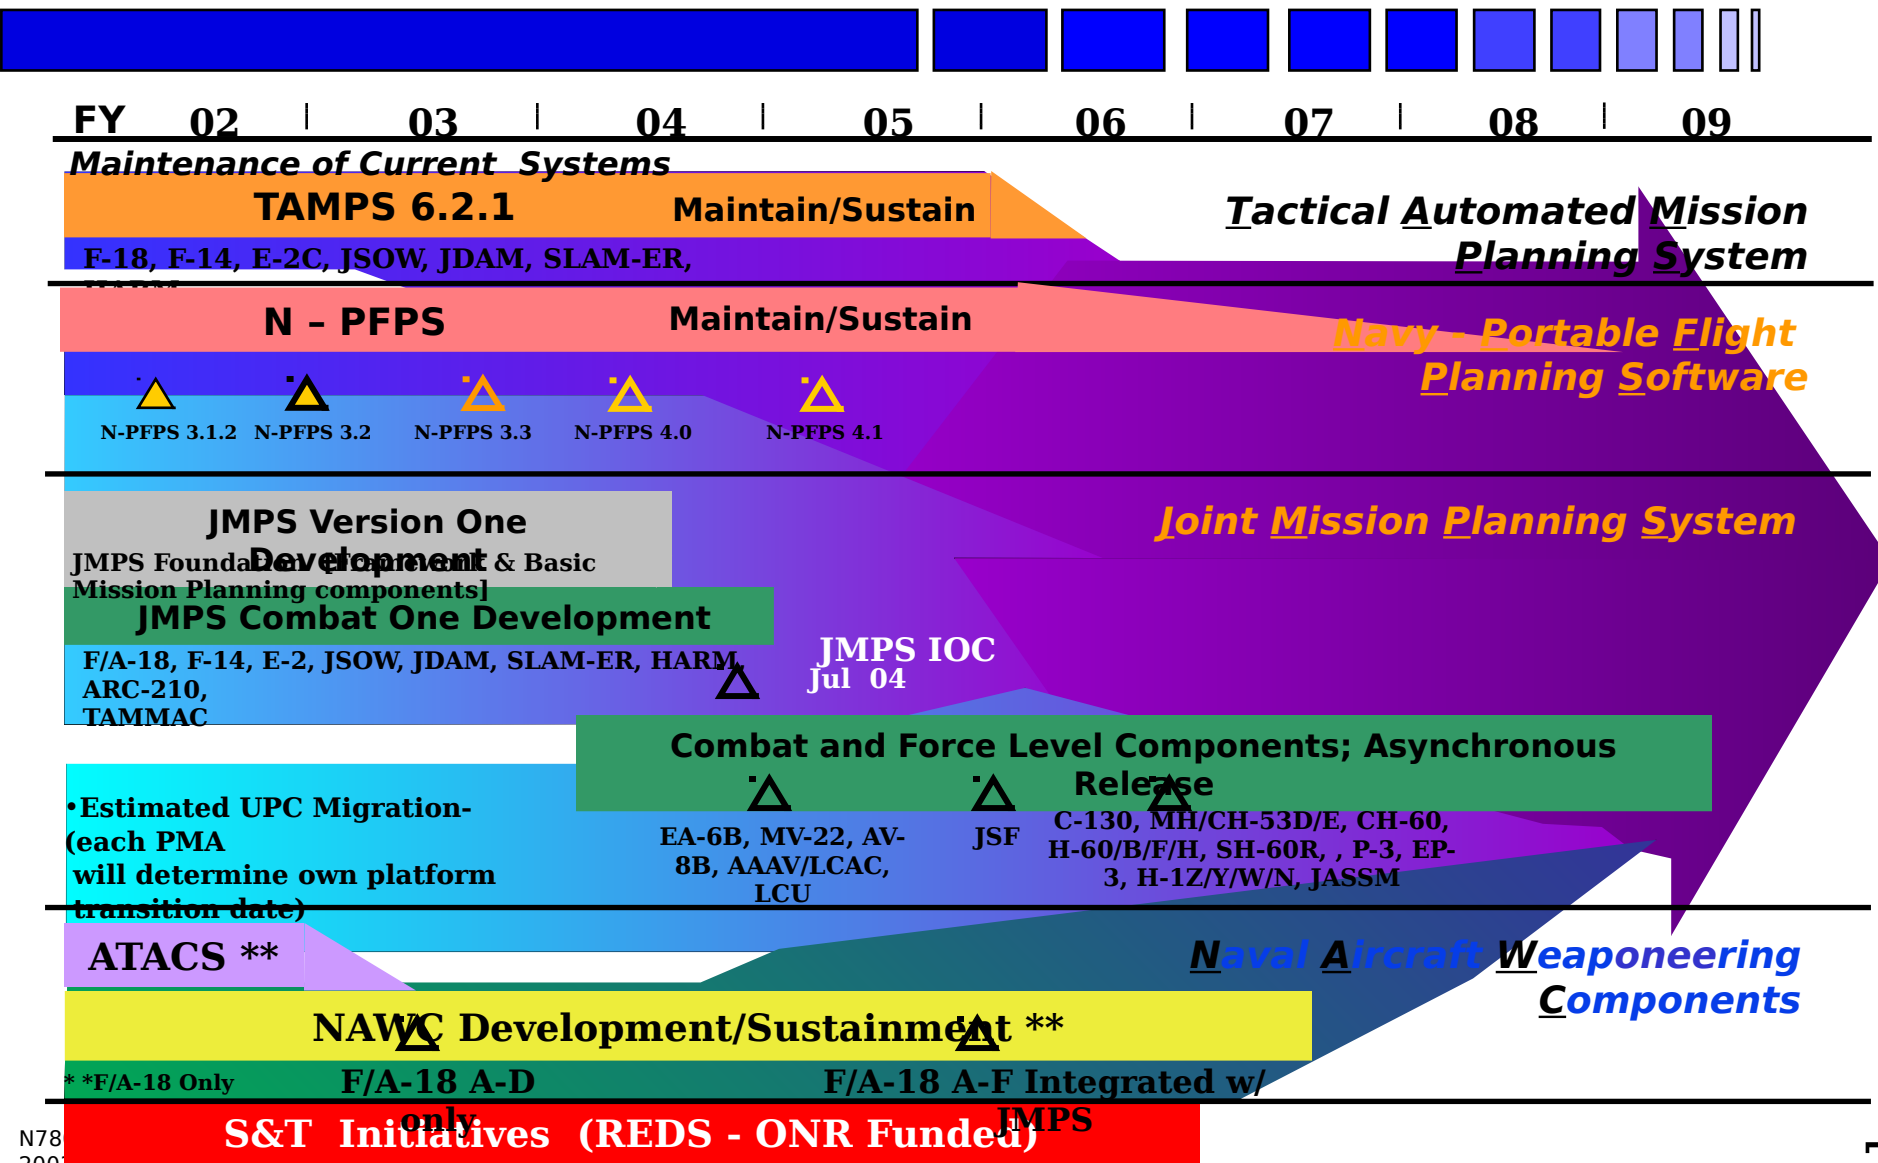 FY 02 03 04 05 06 07 08 09
Maintenance of Current Systems
TAMPS 6.2.1 Maintain/Sustain
Tactical Automated Mission
Planning System
F-18, F-14, E-2C, JSOW, JDAM, SLAM-ER,
HARM
N – PFPS Maintain/Sustain
Navy – Portable Flight
Planning Software
N-PFPS 3.1.2 N-PFPS 3.2 N-PFPS 3.3 N-PFPS 4.0 N-PFPS 4.1
JMPS Version One
Development
Joint Mission Planning System
JMPS Foundation [Framework & Basic
Mission Planning components]
JMPS Combat One Development
F/A-18, F-14, E-2, JSOW, JDAM, SLAM-ER, HARM,
ARC-210,
TAMMAC
JMPS IOC
Jul 04
Combat and Force Level Components; Asynchronous
Release
•Estimated UPC Migration-
(each PMA
will determine own platform
transition date)
EA-6B, MV-22, AV-
8B, AAAV/LCAC,
LCU
JSF
C-130, MH/CH-53D/E, CH-60,
H-60/B/F/H, SH-60R, , P-3, EP-
3, H-1Z/Y/W/N, JASSM
ATACS **
Naval Aircraft Weaponeering
Components
NAWC Development/Sustainment **
* *F/A-18 Only
F/A-18 A-D
only
F/A-18 A-F Integrated w/
JMPS
S&T Initiatives (REDS - ONR Funded)
N78